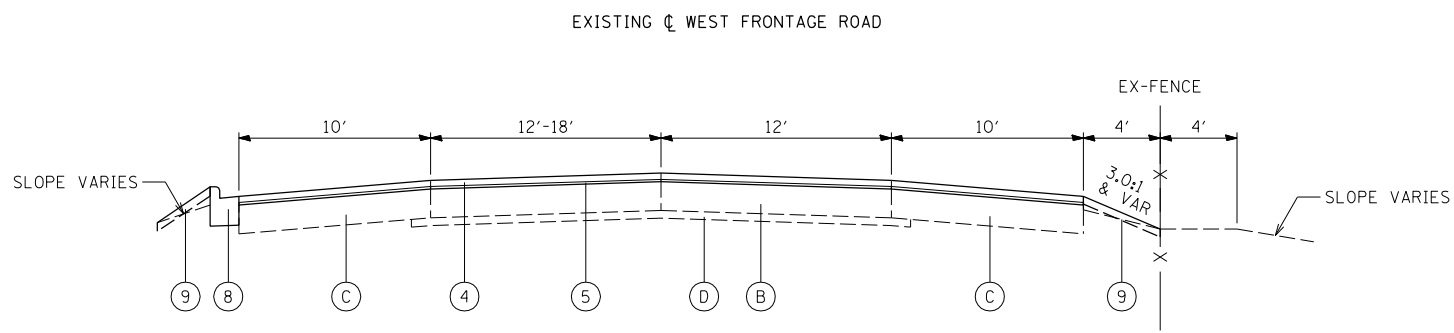 EXISTING ℄ WEST FRONTAGE ROAD
EX-FENCE
10' 12'-18' 12' 10' 4' 4'
SLOPE VARIES
3.0:1
& VAR
SLOPE VARIES
9 8 C 4 5 D B C 9